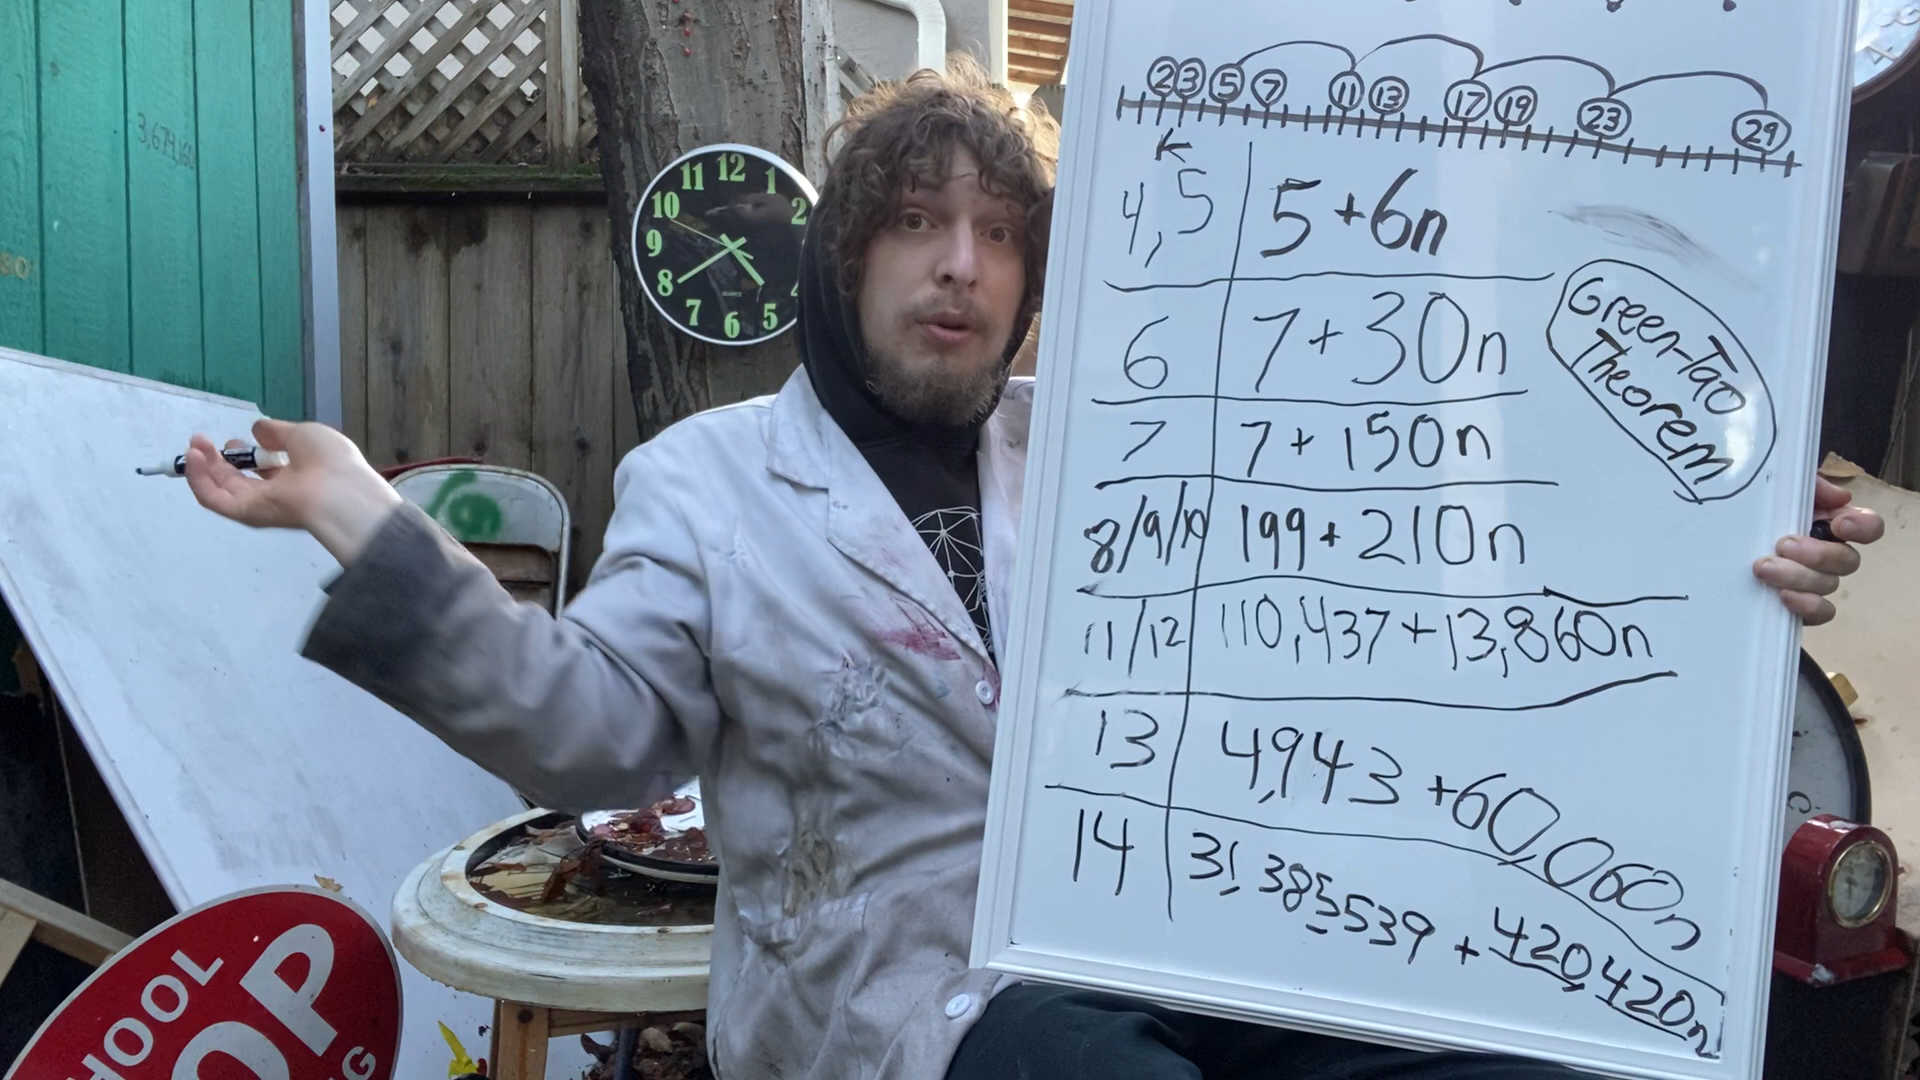 2 3 5 7 11 13 17 19 23 29
K
4,5 5+6n
6 7+30n
7 7+150n
8/9/10 199+210n
11/12 110,437+13,860n
13 4,943+60,060n
14 31,385,539+420,420n
Green-Tao
Theorem
12
11 1
10 2
9
8 4
7 5
6
3,674,160
6
HOOL
OP
G